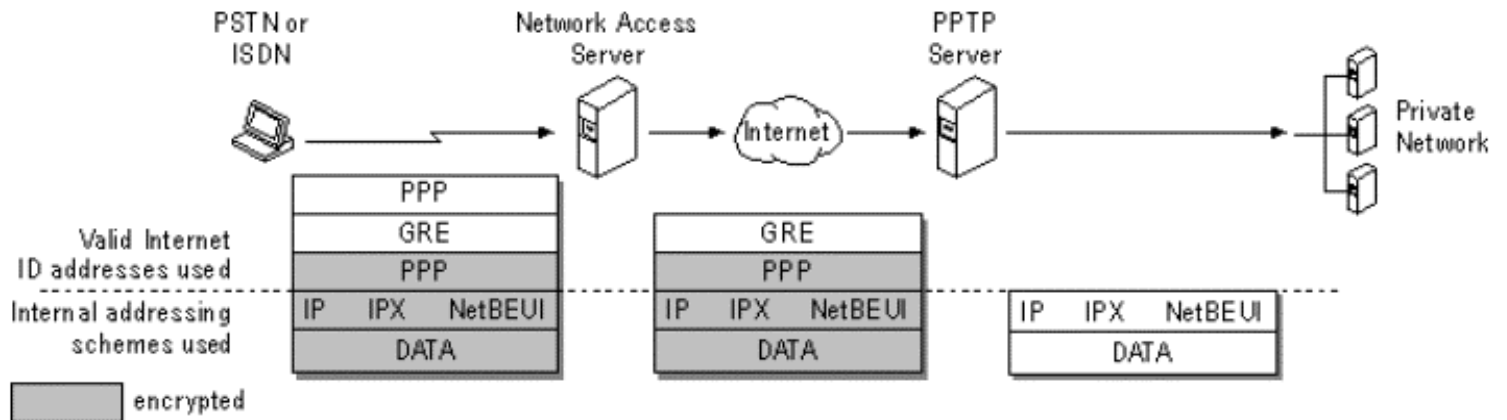 PSTN or
ISDN
Network Access
Server
PPTP
Server
Internet
Private
Network
PPP
GRE
PPP
IP IPX NetBEUI
DATA
GRE
PPP
IP IPX NetBEUI
DATA
IP IPX NetBEUI
DATA
Valid Internet
ID addresses used
Internal addressing
schemes used
encrypted